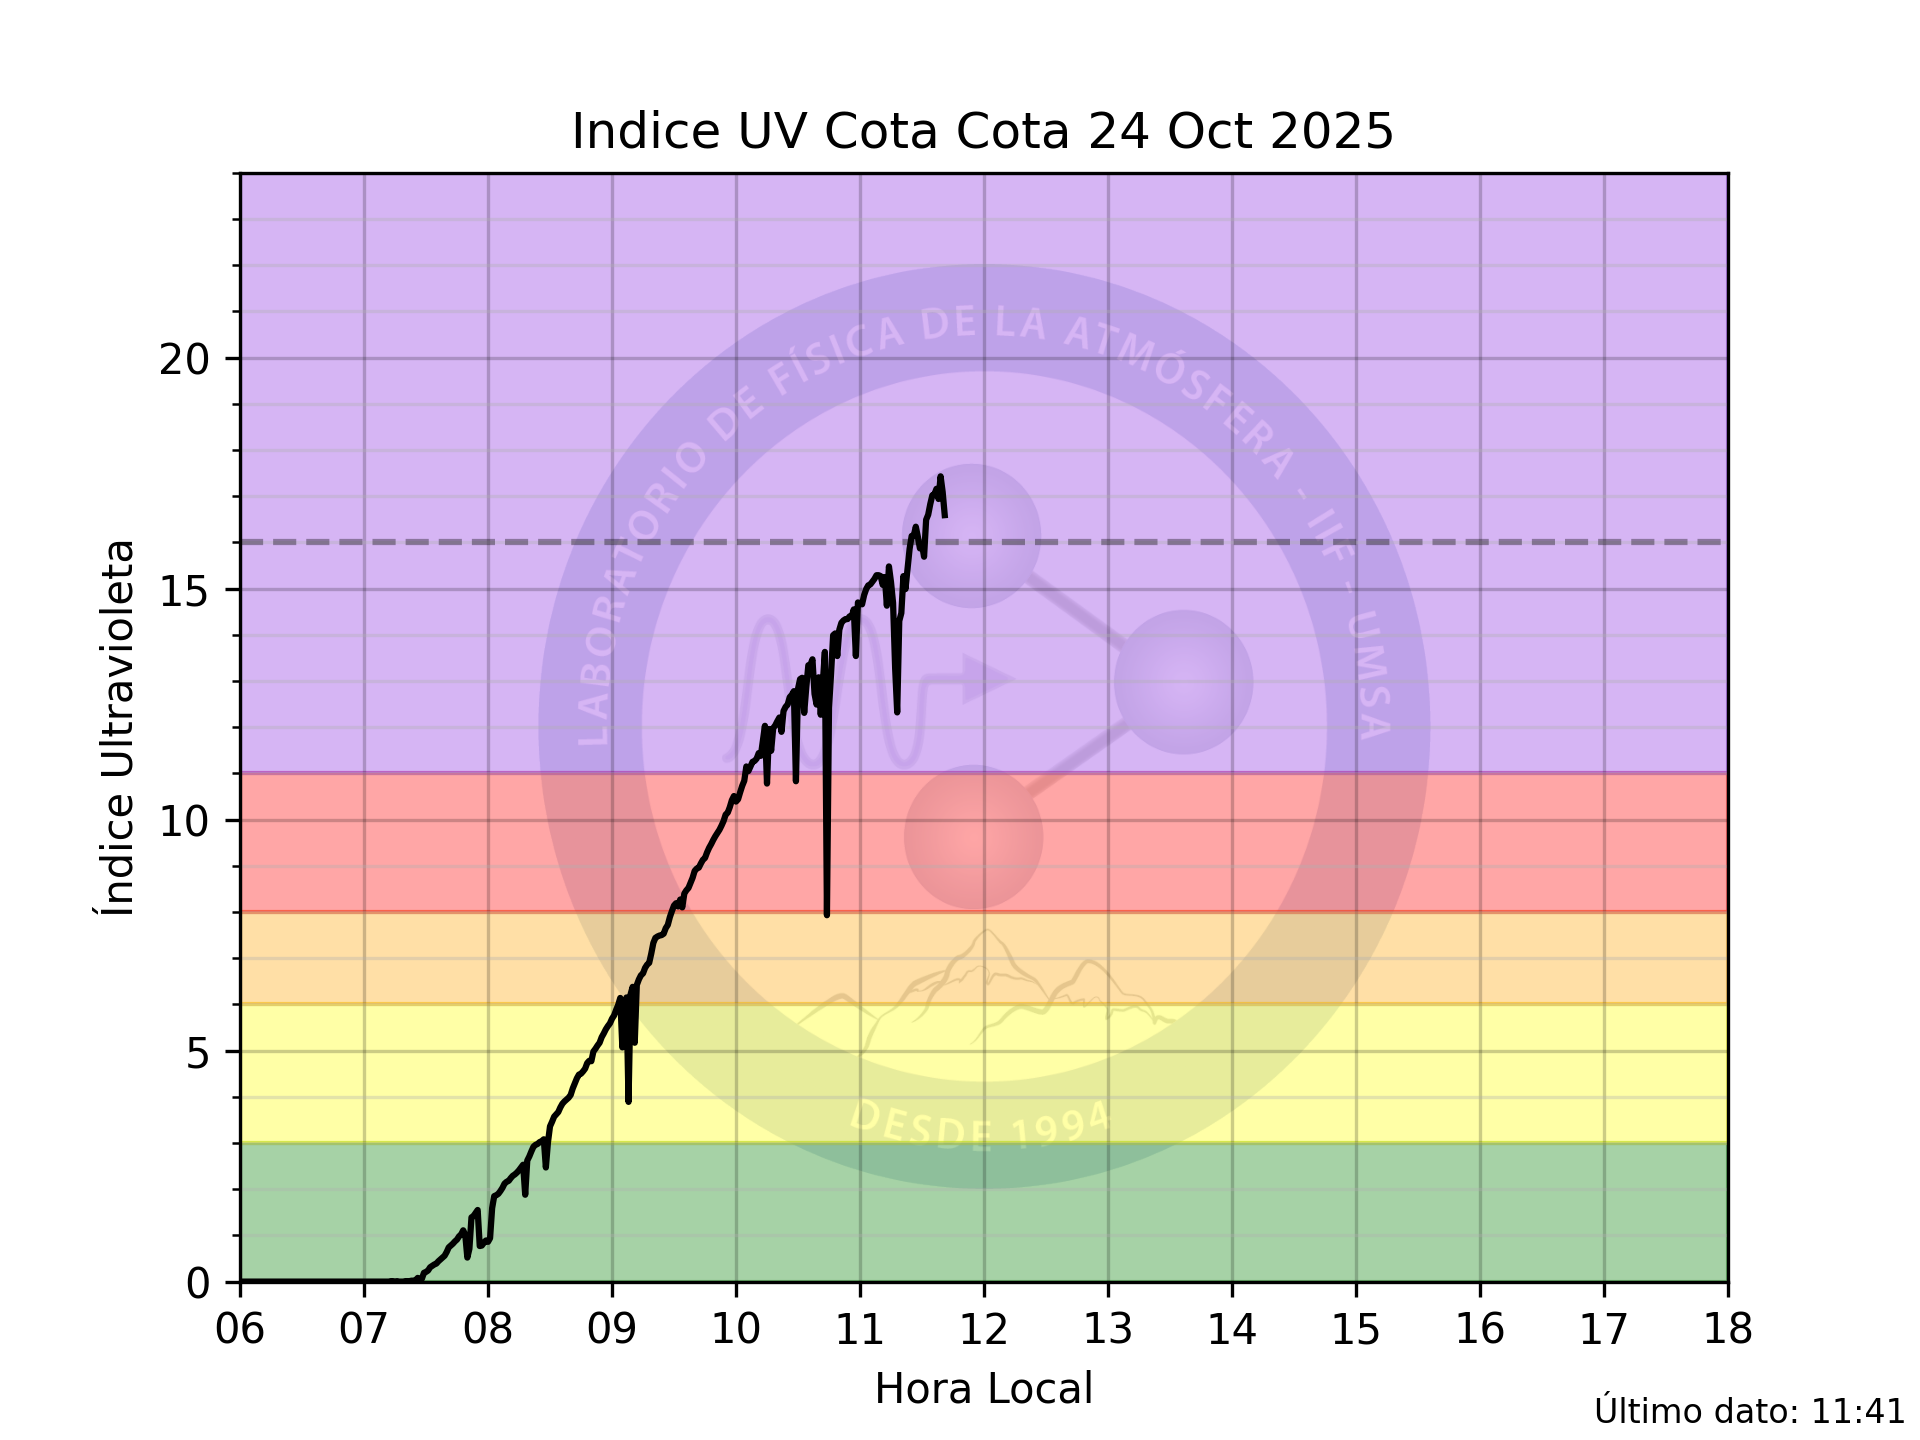 Indice UV Cota Cota 24 Oct 2025
LABORATORIO DE FÍSICA DE LA ATMÓSFERA - IIF - UMSA
DESDE 1994
Índice Ultravioleta
20
15
10
5
0
06 07 08 09 10 11 12 13 14 15 16 17 18
Hora Local
Último dato: 11:41